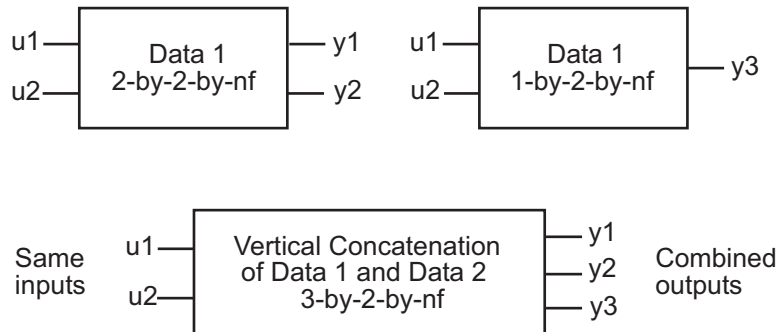 u1
u2
Data 1
2-by-2-by-nf
y1
y2
u1
u2
Data 1
1-by-2-by-nf
y3
Same
inputs
u1
u2
Vertical Concatenation
of Data 1 and Data 2
3-by-2-by-nf
y1
y2
y3
Combined
outputs